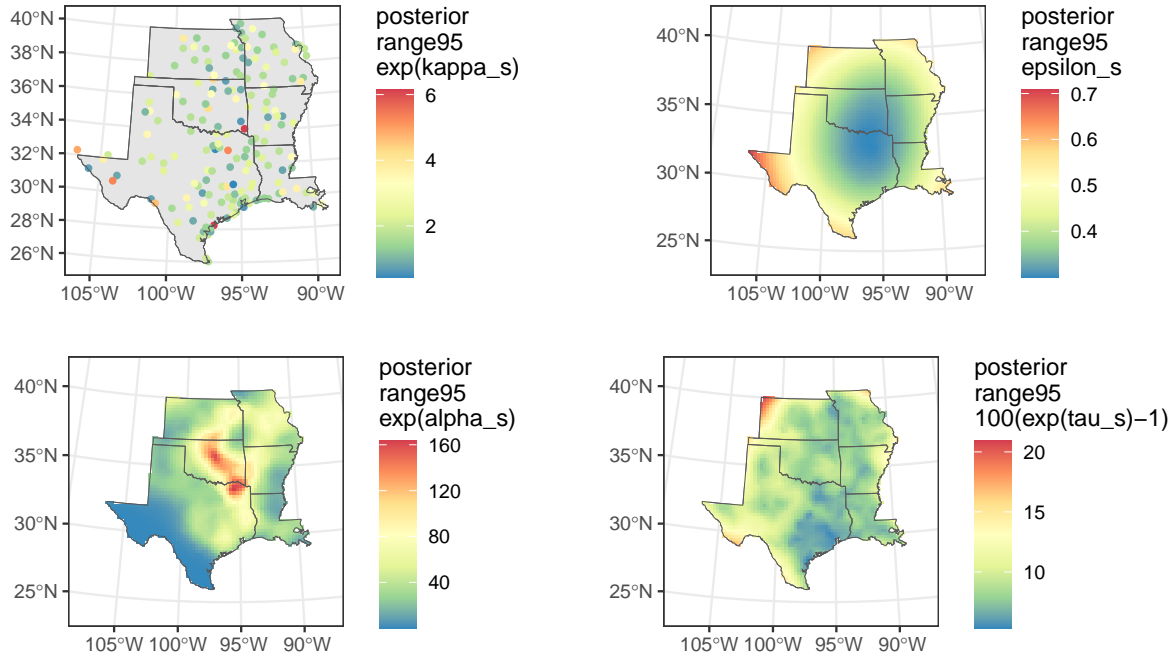 posterior
range95
exp(kappa_s)
40°N
38°N
36°N
34°N
32°N
30°N
28°N
26°N
6
4
2
105°W 100°W 95°W 90°W
posterior
range95
epsilon_s
40°N
35°N
30°N
25°N
0.7
0.6
0.5
0.4
105°W 100°W 95°W 90°W
posterior
range95
exp(alpha_s)
40°N
35°N
30°N
25°N
160
120
80
40
105°W 100°W 95°W 90°W
posterior
range95
100(exp(tau_s)−1)
40°N
35°N
30°N
25°N
20
15
10
105°W 100°W 95°W 90°W